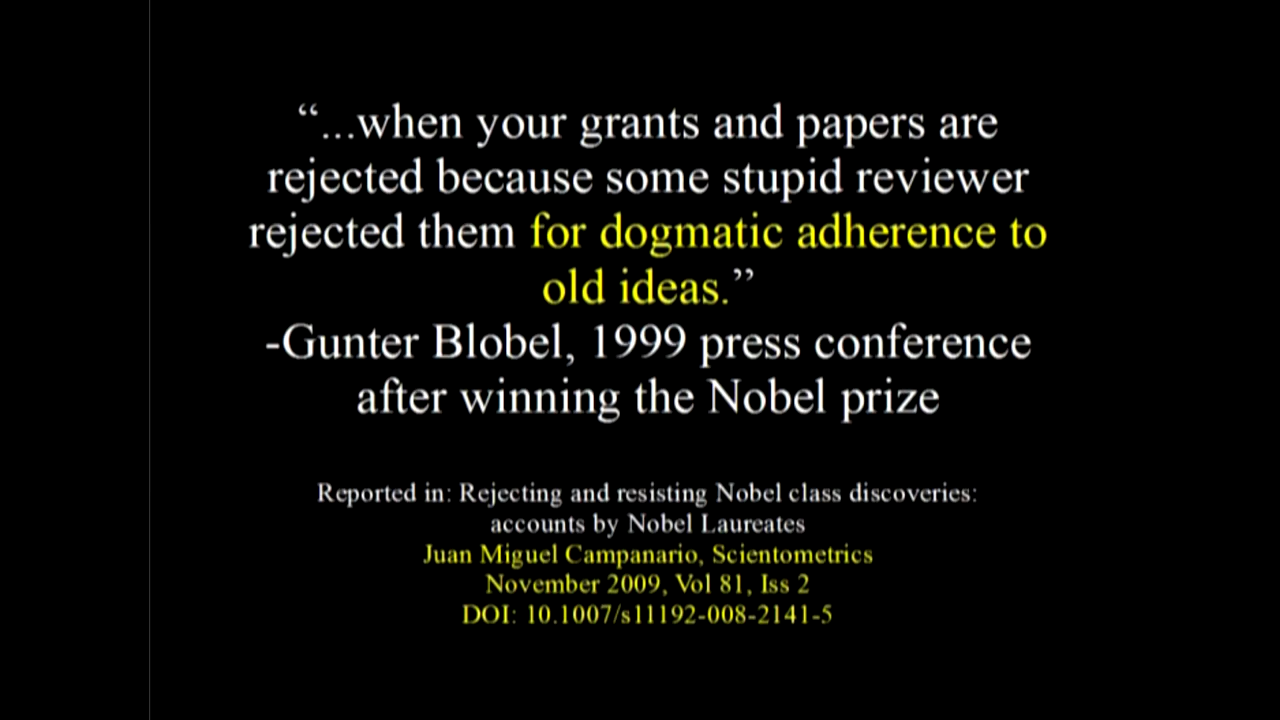 “...when your grants and papers are
rejected because some stupid reviewer
rejected them for dogmatic adherence to
old ideas.”
-Gunter Blobel, 1999 press conference
after winning the Nobel prize
Reported in: Rejecting and resisting Nobel class discoveries:
accounts by Nobel Laureates
Juan Miguel Campanario, Scientometrics
November 2009, Vol 81, Iss 2
DOI: 10.1007/s11192-008-2141-5